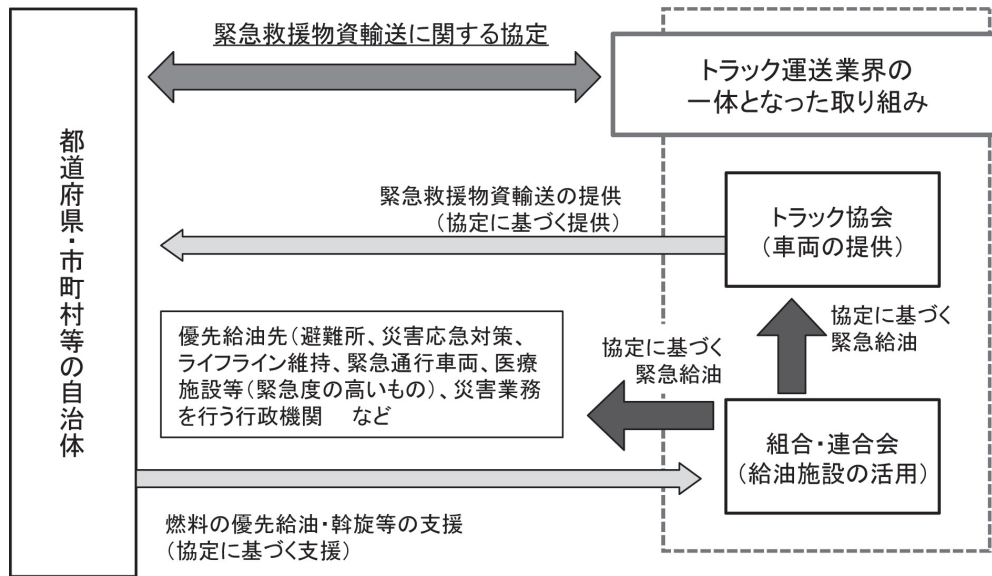 緊急救援物資輸送に関する協定
トラック運送業界の
一体となった取り組み
都道府県・市町村等の自治体
緊急救援物資輸送の提供
（協定に基づく提供）
トラック協会
（車両の提供）
協定に基づく
緊急給油
優先給油先（避難所、災害応急対策、
ライフライン維持、緊急通行車両、医療
施設等（緊急度の高いもの）、災害業務
を行う行政機関　など
協定に基づく
緊急給油
組合・連合会
（給油施設の活用）
燃料の優先給油・斡旋等の支援
（協定に基づく支援）